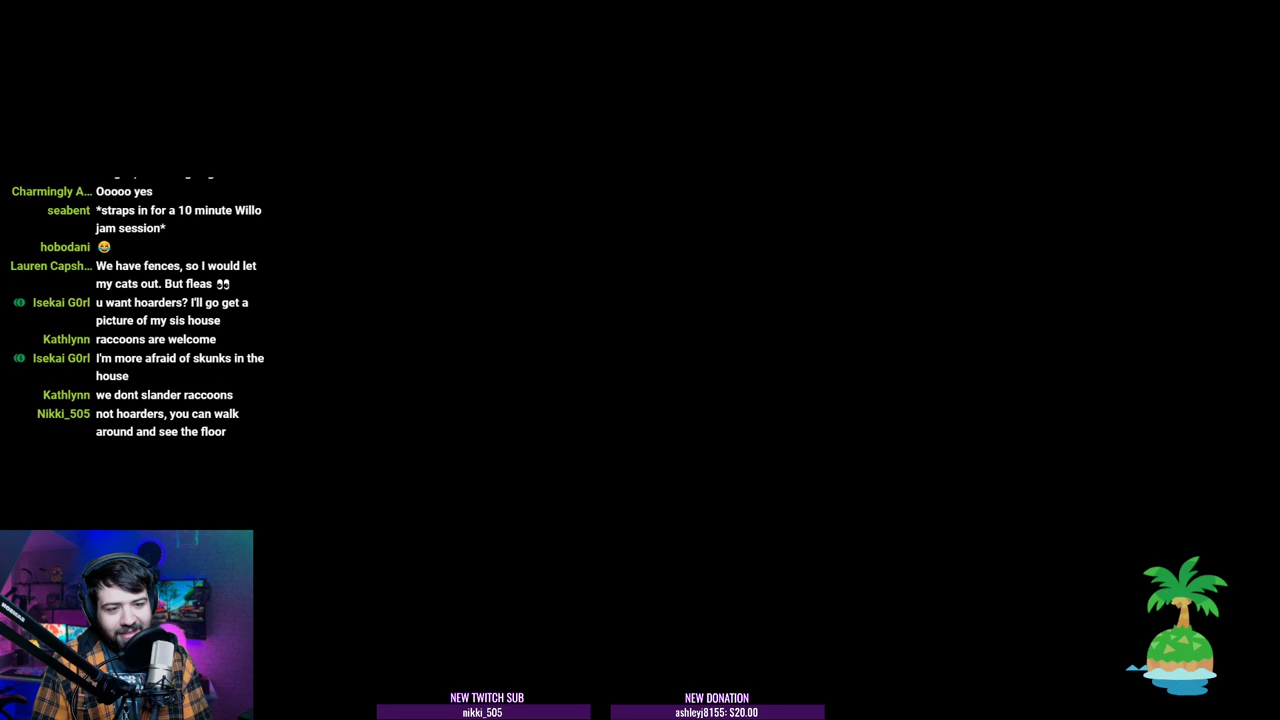 Charmingly A... Ooooo yes
seabent *straps in for a 10 minute Willo
jam session*
hobodani 😂
Lauren Capsh... We have fences, so I would let
my cats out. But fleas 👀
Isekai G0rl u want hoarders? I'll go get a
picture of my sis house
Kathlynn raccoons are welcome
Isekai G0rl I'm more afraid of skunks in the
house
Kathlynn we dont slander raccoons
Nikki_505 not hoarders, you can walk
around and see the floor
NEW TWITCH SUB
nikki_505
NEW DONATION
ashleyj8155: $20.00